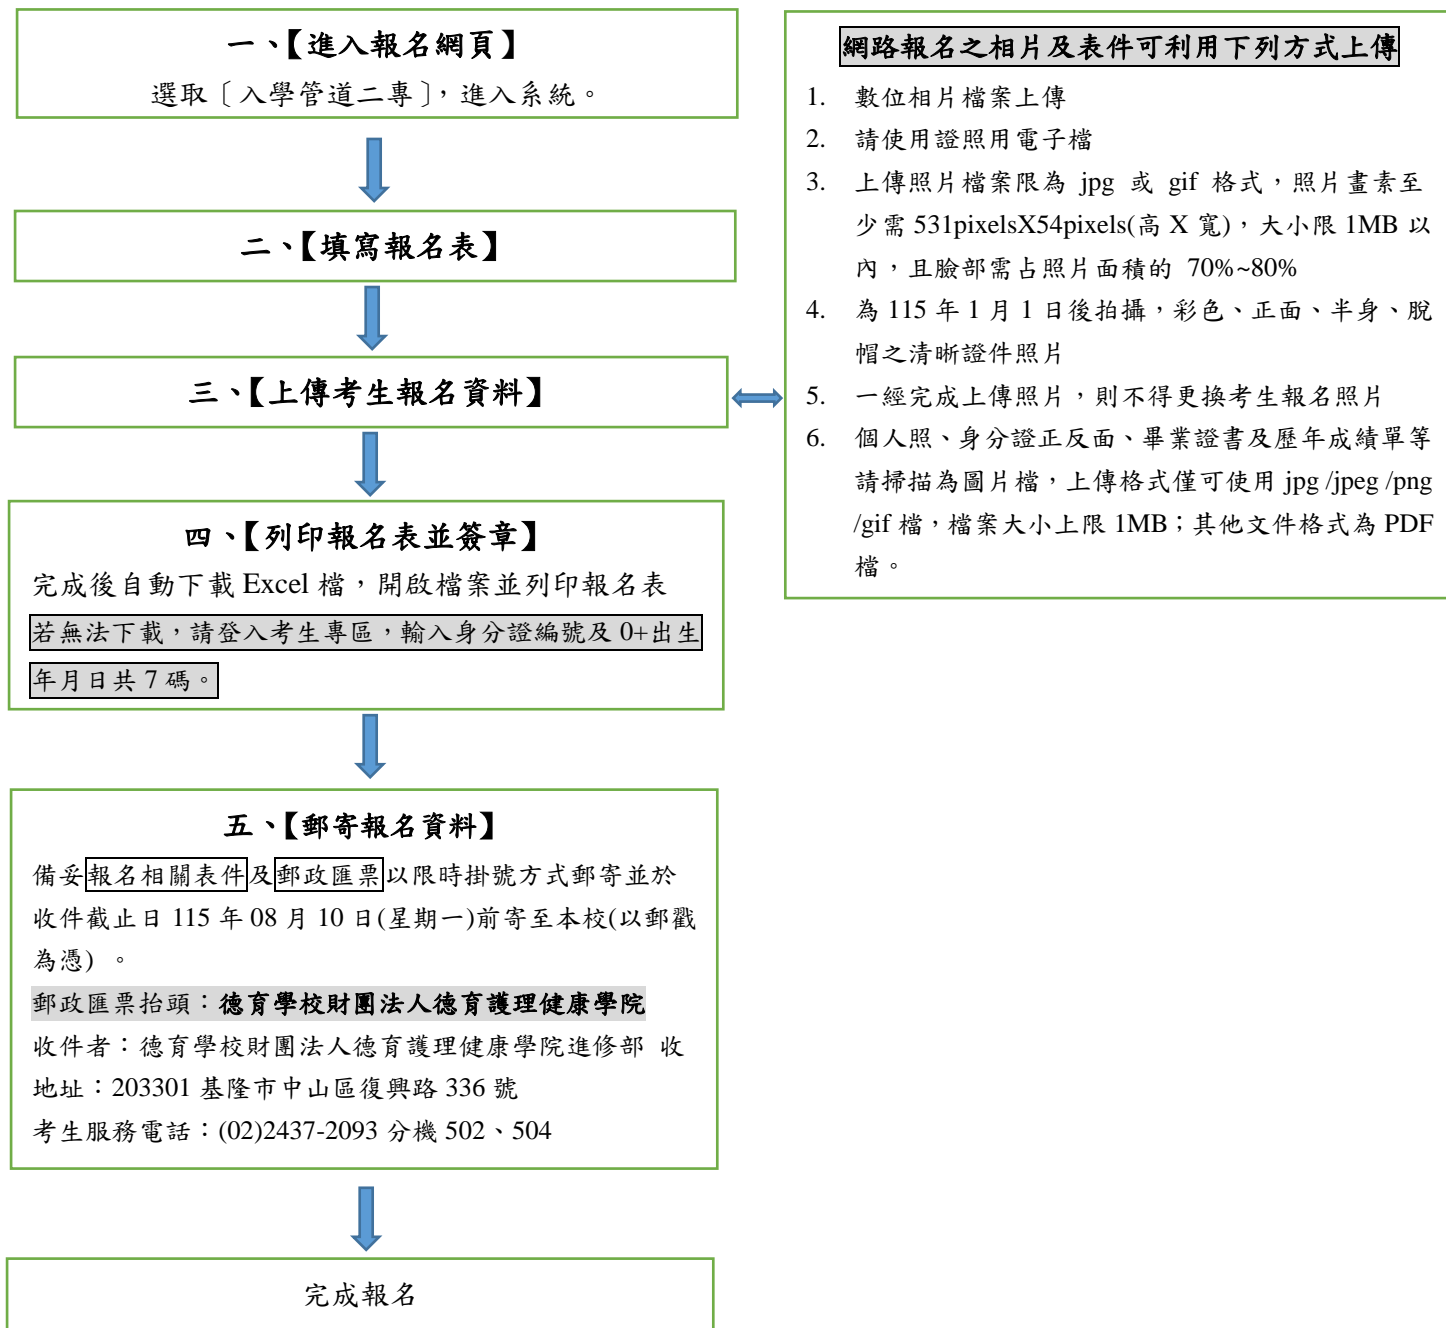 一、【進入報名網頁】
選取〔入學管道二專〕，進入系統。
二、【填寫報名表】
三、【上傳考生報名資料】
四、【列印報名表並簽章】
完成後自動下載 Excel 檔，開啟檔案並列印報名表
若無法下載，請登入考生專區，輸入身分證編號及 0+出生
年月日共 7 碼。
五、【郵寄報名資料】
備妥報名相關表件及郵政匯票以限時掛號方式郵寄並於
收件截止日 115 年 08 月 10 日(星期一)前寄至本校(以郵戳
為憑) 。
郵政匯票抬頭：德育學校財團法人德育護理健康學院
收件者：德育學校財團法人德育護理健康學院進修部 收
地址：203301 基隆市中山區復興路 336 號
考生服務電話：(02)2437-2093 分機 502、504
完成報名
網路報名之相片及表件可利用下列方式上傳
1. 數位相片檔案上傳
2. 請使用證照用電子檔
3. 上傳照片檔案限為 jpg 或 gif 格式，照片畫素至
少需 531pixelsX54pixels(高 X 寬)，大小限 1MB 以
內，且臉部需占照片面積的 70%~80%
4. 為 115 年 1 月 1 日後拍攝，彩色、正面、半身、脫
帽之清晰證件照片
5. 一經完成上傳照片，則不得更換考生報名照片
6. 個人照、身分證正反面、畢業證書及歷年成績單等
請掃描為圖片檔，上傳格式僅可使用 jpg /jpeg /png
/gif 檔，檔案大小上限 1MB；其他文件格式為 PDF
檔。